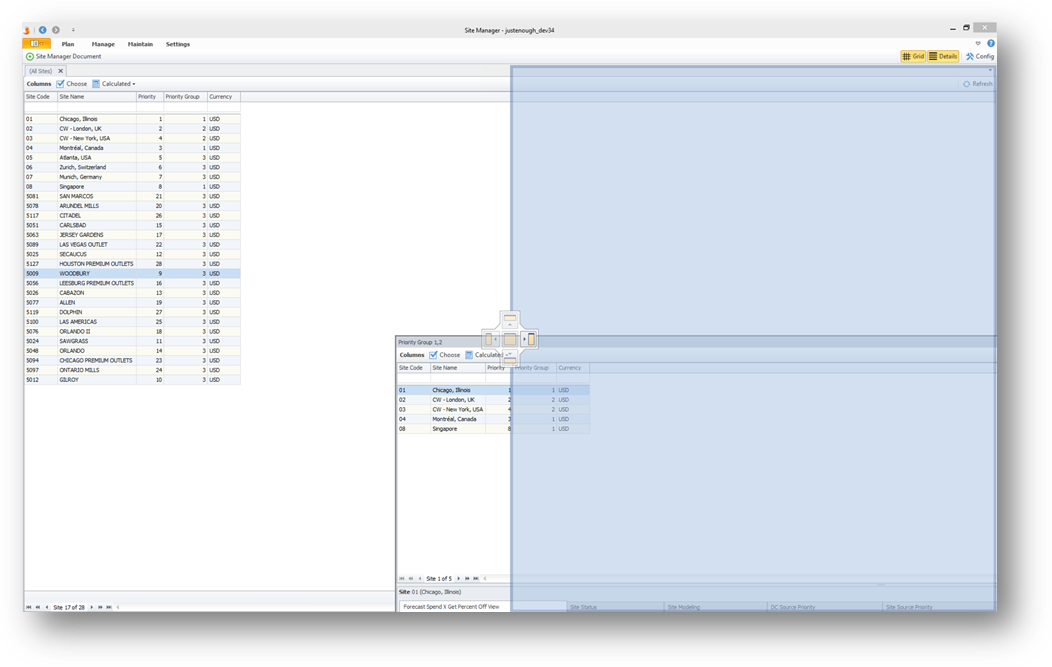 Site Manager - justenough_dev34
Plan Manage Maintain Settings
Site Manager Document Grid Details Config
(All Sites)
Columns Choose Calculated Refresh
Site Code Site Name Priority Priority Group Currency
01 Chicago, Illinois 1 1 USD
02 CW - London, UK 2 2 USD
03 CW - New York, USA 4 2 USD
04 Montréal, Canada 3 1 USD
05 Atlanta, USA 5 3 USD
06 Zurich, Switzerland 6 3 USD
07 Munich, Germany 7 3 USD
08 Singapore 8 1 USD
5081 SAN MARCOS 21 3 USD
5078 ARUNDEL MILLS 20 3 USD
5117 CITADEL 26 3 USD
5051 CARLSBAD 15 3 USD
5063 JERSEY GARDENS 17 3 USD
5089 LAS VEGAS OUTLET 22 3 USD
5025 SECAUCUS 12 3 USD
5127 HOUSTON PREMIUM OUTLETS 28 3 USD
5009 WOODBURY 9 3 USD
5056 LEESBURG PREMIUM OUTLETS 16 3 USD
5026 CABAZON 13 3 USD
5077 ALLEN 19 3 USD
5119 DOLPHIN 27 3 USD
5100 LAS AMERICAS 25 3 USD
5076 ORLANDO II 18 3 USD
5024 SAWGRASS 11 3 USD
5048 ORLANDO 14 3 USD
5094 CHICAGO PREMIUM OUTLETS 23 3 USD
5097 ONTARIO MILLS 24 3 USD
5012 GILROY 10 3 USD
Site 17 of 28
Priority Group 1,2
Columns Choose Calculated
Site Code Site Name Priority Priority Group Currency
01 Chicago, Illinois 1 1 USD
02 CW - London, UK 2 2 USD
03 CW - New York, USA 4 2 USD
04 Montréal, Canada 3 1 USD
08 Singapore 8 1 USD
Site 1 of 5
Site 01 (Chicago, Illinois)
Forecast Spend X Get Percent Off View Site Status Site Modeling DC Source Priority Site Source Priority